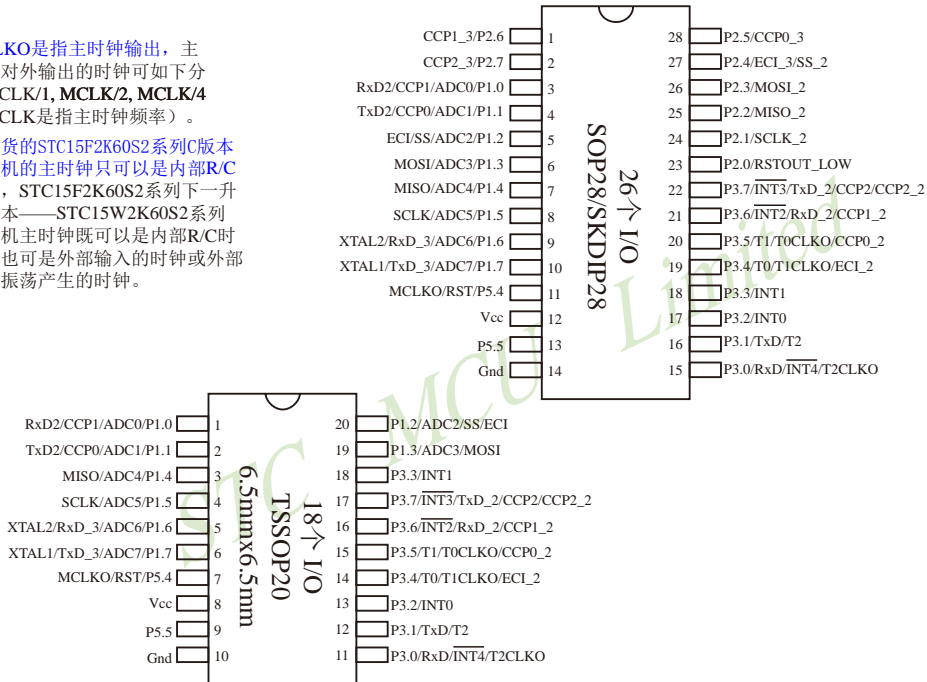 LKO是指主时钟输出，主
对外输出的时钟可如下分
CLK/1, MCLK/2, MCLK/4
CLK是指主时钟频率）。
货的STC15F2K60S2系列C版本
机的主时钟只可以是内部R/C
，STC15F2K60S2系列下一升
本——STC15W2K60S2系列
机主时钟既可以是内部R/C时
也可是外部输入的时钟或外部
振荡产生的时钟。
CCP1_3/P2.6 1 28 P2.5/CCP0_3
CCP2_3/P2.7 2 27 P2.4/ECI_3/SS_2
RxD2/CCP1/ADC0/P1.0 3 26 P2.3/MOSI_2
TxD2/CCP0/ADC1/P1.1 4 25 P2.2/MISO_2
ECI/SS/ADC2/P1.2 5 24 P2.1/SCLK_2
MOSI/ADC3/P1.3 6 23 P2.0/RSTOUT_LOW
MISO/ADC4/P1.4 7 22 P3.7/INT3/TxD_2/CCP2/CCP2_2
SCLK/ADC5/P1.5 8 21 P3.6/INT2/RxD_2/CCP1_2
XTAL2/RxD_3/ADC6/P1.6 9 20 P3.5/T1/T0CLKO/CCP0_2
XTAL1/TxD_3/ADC7/P1.7 10 19 P3.4/T0/T1CLKO/ECI_2
MCLKO/RST/P5.4 11 18 P3.3/INT1
Vcc 12 17 P3.2/INT0
P5.5 13 16 P3.1/TxD/T2
Gnd 14 15 P3.0/RxD/INT4/T2CLKO
26个 I/O
SOP28/SKDIP28
RxD2/CCP1/ADC0/P1.0 1 20 P1.2/ADC2/SS/ECI
TxD2/CCP0/ADC1/P1.1 2 19 P1.3/ADC3/MOSI
MISO/ADC4/P1.4 3 18 P3.3/INT1
SCLK/ADC5/P1.5 4 17 P3.7/INT3/TxD_2/CCP2/CCP2_2
XTAL2/RxD_3/ADC6/P1.6 5 16 P3.6/INT2/RxD_2/CCP1_2
XTAL1/TxD_3/ADC7/P1.7 6 15 P3.5/T1/T0CLKO/CCP0_2
MCLKO/RST/P5.4 7 14 P3.4/T0/T1CLKO/ECI_2
Vcc 8 13 P3.2/INT0
P5.5 9 12 P3.1/TxD/T2
Gnd 10 11 P3.0/RxD/INT4/T2CLKO
18个 I/O
TSSOP20
6.5mmx6.5mm
STC MCU Limited